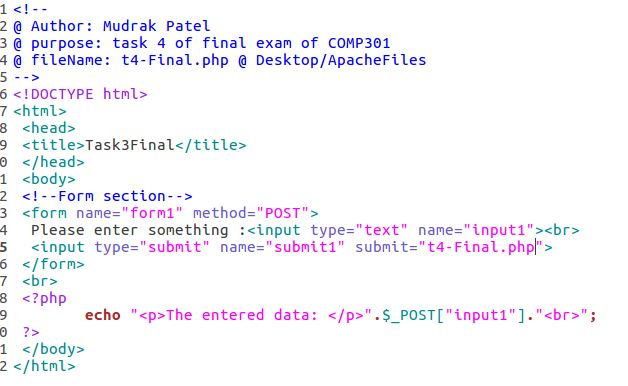 1 <!--
2 @ Author: Mudrak Patel
3 @ purpose: task 4 of final exam of COMP301
4 @ fileName: t4-Final.php @ Desktop/ApacheFiles
5 -->
6 <!DOCTYPE html>
7 <html>
8  <head>
9  <title>Task3Final</title>
0  </head>
1  <body>
2  <!--Form section-->
3  <form name="form1" method="POST">
4   Please enter something :<input type="text" name="input1"><br>
5   <input type="submit" name="submit1" submit="t4-Final.php">
6  </form>
7  <br>
8  <?php
9         echo "<p>The entered data: </p>".$_POST["input1"]."<br>";
0  ?>
1  </body>
2 </html>